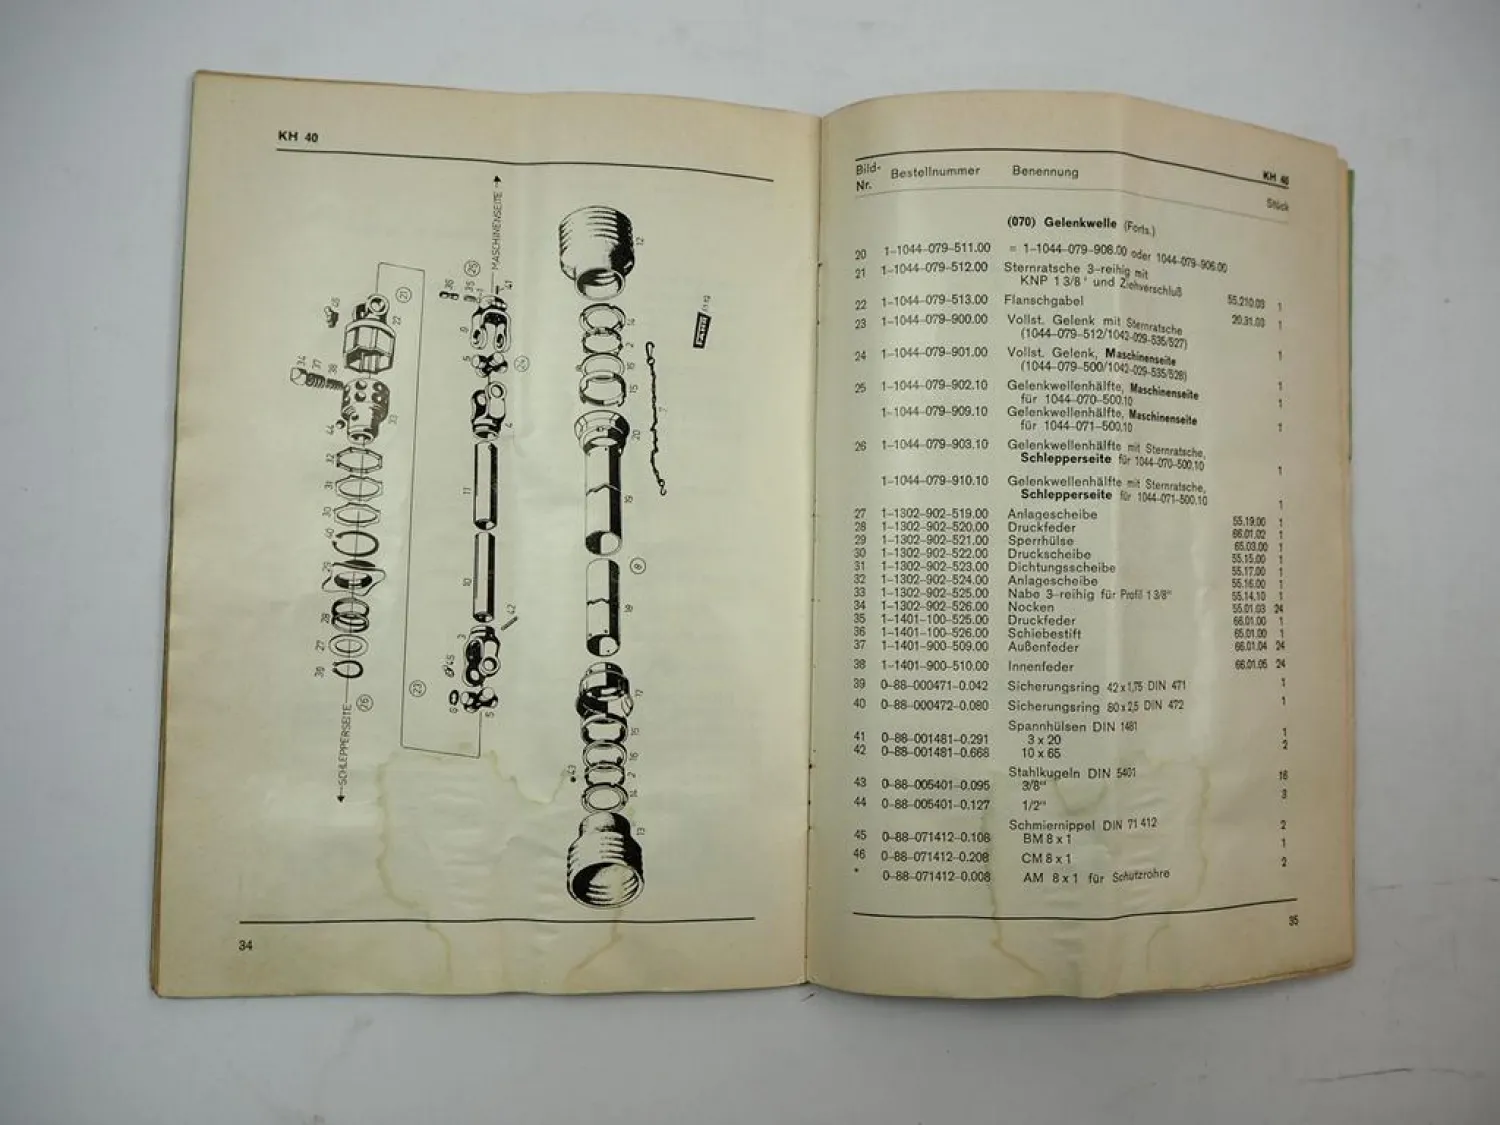 KH 40
MASCHINENSEITE
SCHLEPPERSEITE
34
Bild-Nr. Bestellnummer Benennung KH 40
Stück
(070) Gelenkwelle (Forts.)
20 1-1044-079-511.00 = 1-1044-079-908.00 oder 1044-079-906.00
21 1-1044-079-512.00 Sternratsche 3-reihig mit
KNP 1 3/8" und Ziehverschluß 55.210.09 1
22 1-1044-079-513.00 Flanschgabel 20.31.03 1
23 1-1044-079-900.00 Vollst. Gelenk mit Sternratsche
(1044-079-512/1042-029-535/527) 1
24 1-1044-079-901.00 Vollst. Gelenk, Maschinenseite
(1044-079-500/1042-029-535/528) 1
25 1-1044-079-902.10 Gelenkwellenhälfte, Maschinenseite
für 1044-070-500.10 1
1-1044-079-909.10 Gelenkwellenhälfte, Maschinenseite
für 1044-071-500.10 1
26 1-1044-079-903.10 Gelenkwellenhälfte mit Sternratsche,
Schlepperseite für 1044-070-500.10 1
1-1044-079-910.10 Gelenkwellenhälfte mit Sternratsche,
Schlepperseite für 1044-071-500.10 1
27 1-1302-902-519.00 Anlagescheibe 55.19.00 1
28 1-1302-902-520.00 Druckfeder 66.01.02 1
29 1-1302-902-521.00 Sperrhülse 65.03.00 1
30 1-1302-902-522.00 Druckscheibe 55.15.00 1
31 1-1302-902-523.00 Dichtungsscheibe 55.17.00 1
32 1-1302-902-524.00 Anlagescheibe 55.16.00 1
33 1-1302-902-525.00 Nabe 3-reihig für Profil 1 3/8" 55.14.10 1
34 1-1302-902-526.00 Nocken 55.01.03 24
35 1-1401-100-525.00 Druckfeder 66.01.00 1
36 1-1401-100-526.00 Schiebestift 65.01.00 1
37 1-1401-900-509.00 Außenfeder 66.01.04 24
38 1-1401-900-510.00 Innenfeder 66.01.05 24
39 0-88-000471-0.042 Sicherungsring 42 x 1,75 DIN 471 1
40 0-88-000472-0.080 Sicherungsring 80 x 2,5 DIN 472 1
Spannhülsen DIN 1481
41 0-88-001481-0.291 3 x 20 1
42 0-88-001481-0.668 10 x 65 2
Stahlkugeln DIN 5401
43 0-88-005401-0.095 3/8" 16
44 0-88-005401-0.127 1/2" 3
Schmiernippel DIN 71 412
45 0-88-071412-0.108 BM 8 x 1 2
46 0-88-071412-0.208 CM 8 x 1 1
* 0-88-071412-0.008 AM 8 x 1 für Schutzrohre 2
35